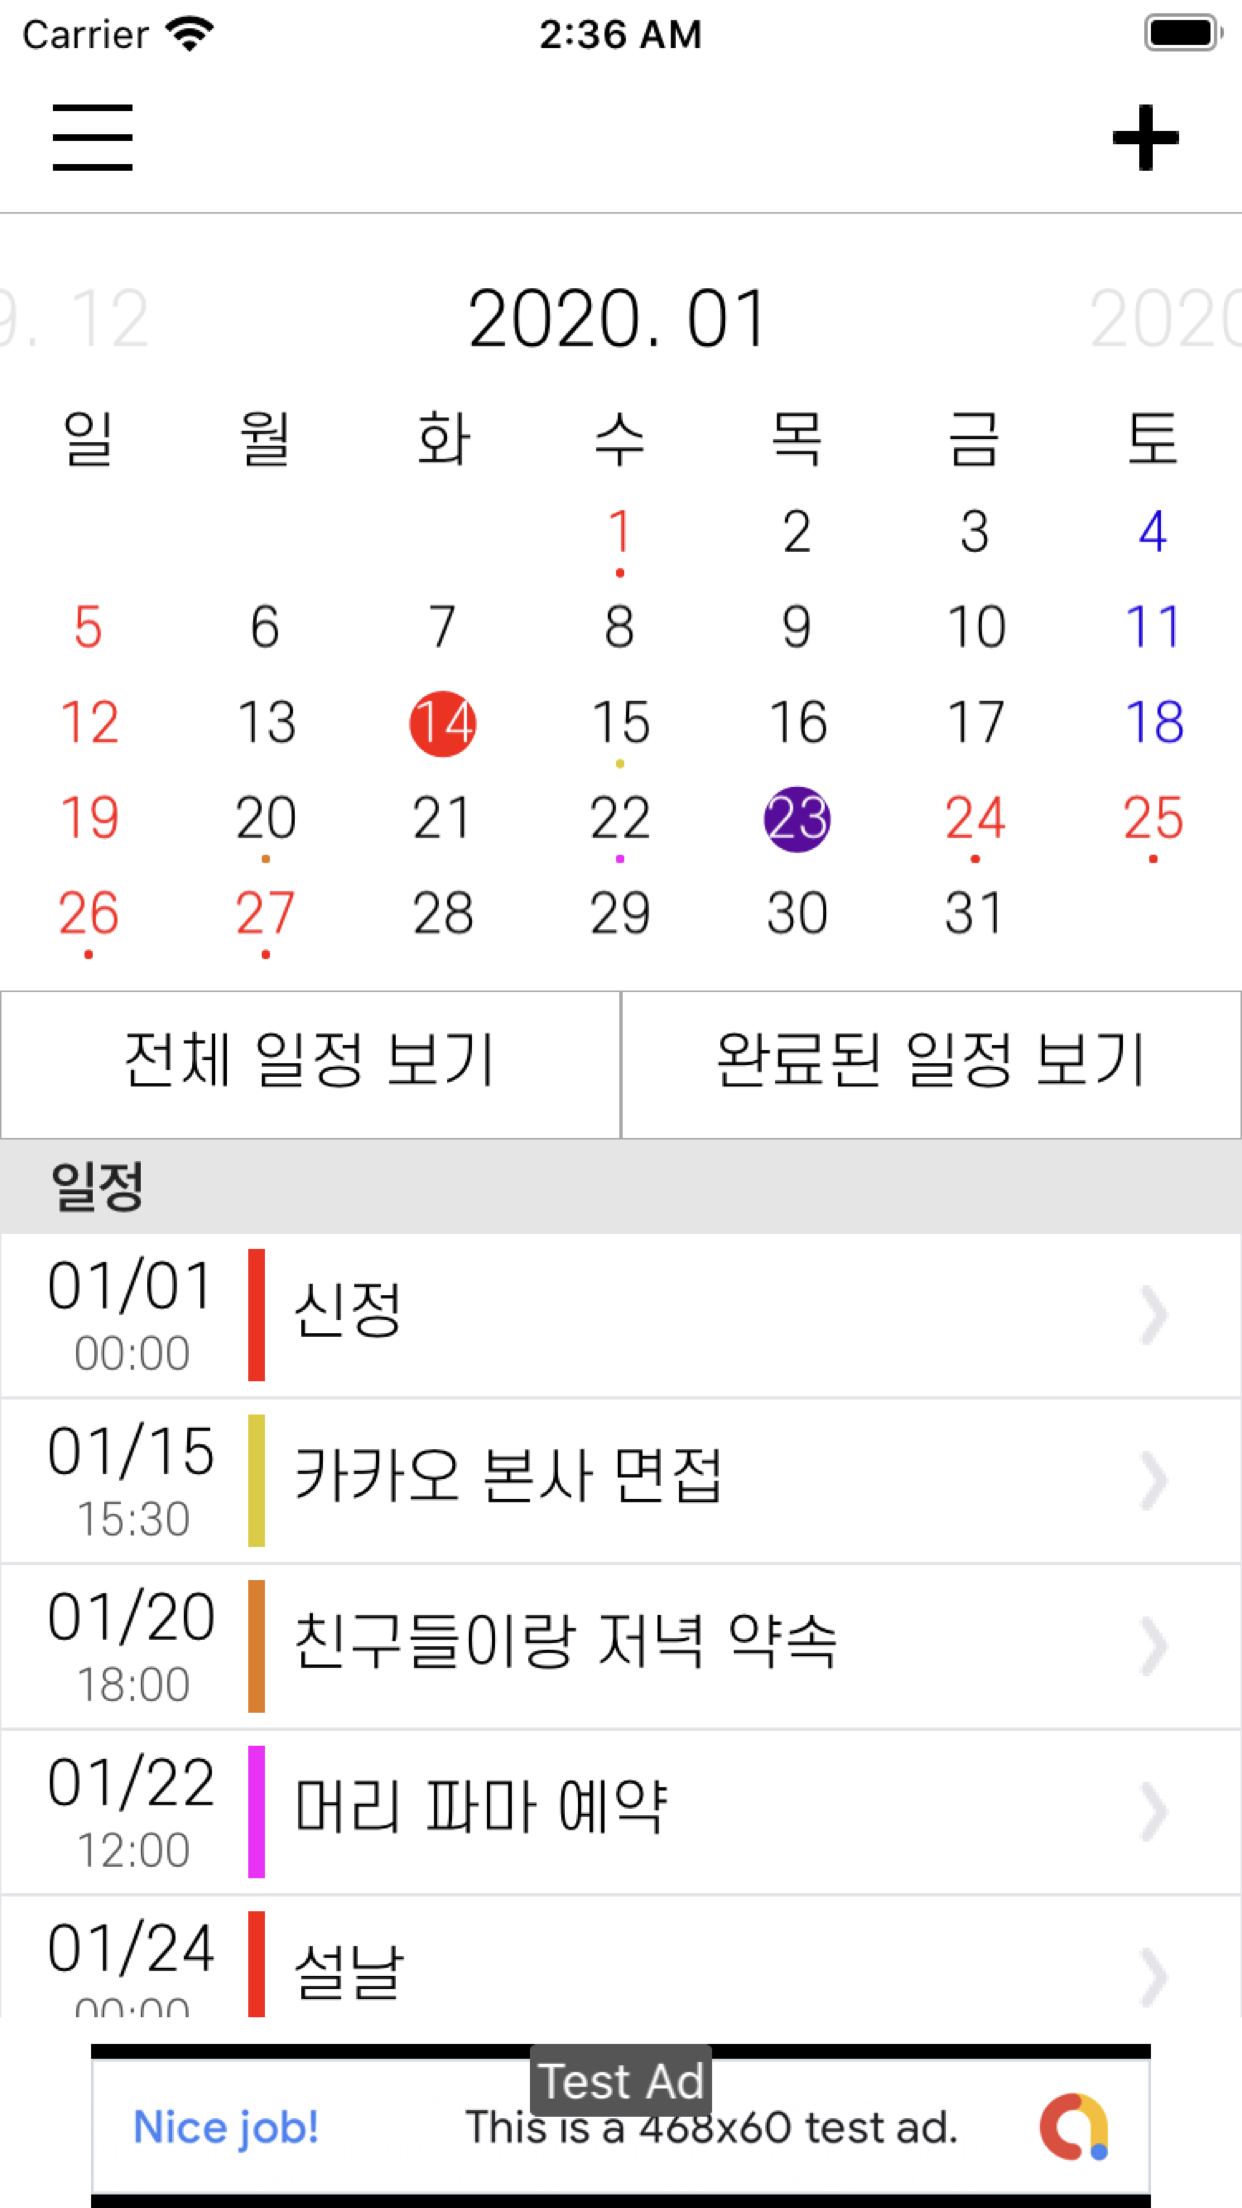 Carrier 2:36 AM
9. 12 2020. 01 2020
일 월 화 수 목 금 토
1 2 3 4
5 6 7 8 9 10 11
12 13 14 15 16 17 18
19 20 21 22 23 24 25
26 27 28 29 30 31
전체 일정 보기 완료된 일정 보기
일정
01/01 신정
00:00
01/15 카카오 본사 면접
15:30
01/20 친구들이랑 저녁 약속
18:00
01/22 머리 파마 예약
12:00
01/24 설날
00:00
Test Ad
Nice job! This is a 468x60 test ad.